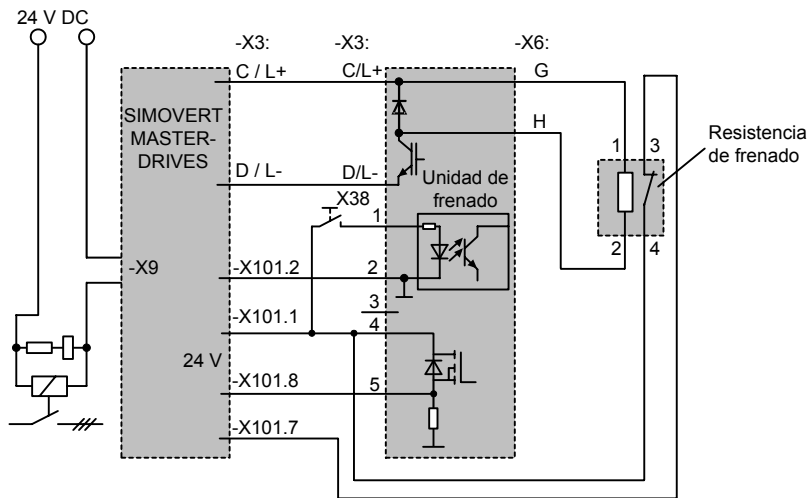 24 V DC
-X3:
-X3:
-X6:
C / L+
C/L+
G
SIMOVERT
MASTER-
DRIVES
H
1
3
Resistencia
de frenado
D / L-
D/L-
Unidad de
frenado
X38
1
2
4
-X9
-X101.2
2
3
-X101.1
4
24 V
-X101.8
5
-X101.7